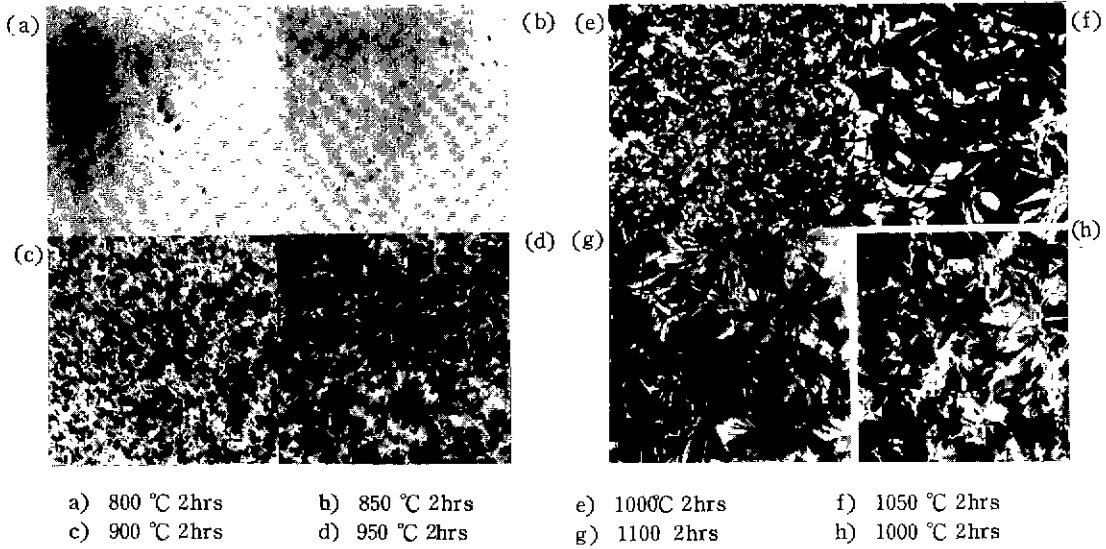 (a) (b) (e) (f)
(c) (d) (g) (h)
a) 800 ℃ 2hrs b) 850 ℃ 2hrs e) 1000℃ 2hrs f) 1050 ℃ 2hrs
c) 900 ℃ 2hrs d) 950 ℃ 2hrs g) 1100 2hrs h) 1000 ℃ 2hrs